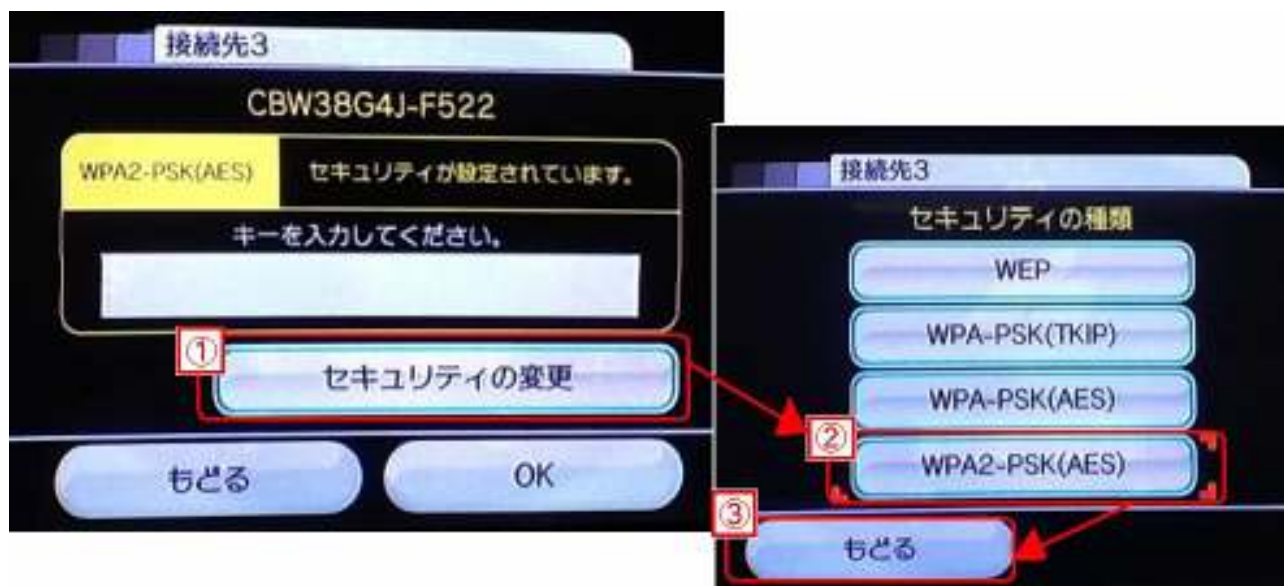 接続先3
CBW38G4J-F522
WPA2-PSK(AES)
セキュリティが設定されています。
キーを入力してください。
①
セキュリティの変更
もどる
OK
接続先3
セキュリティの種類
WEP
WPA-PSK(TKIP)
WPA-PSK(AES)
②
WPA2-PSK(AES)
③
もどる